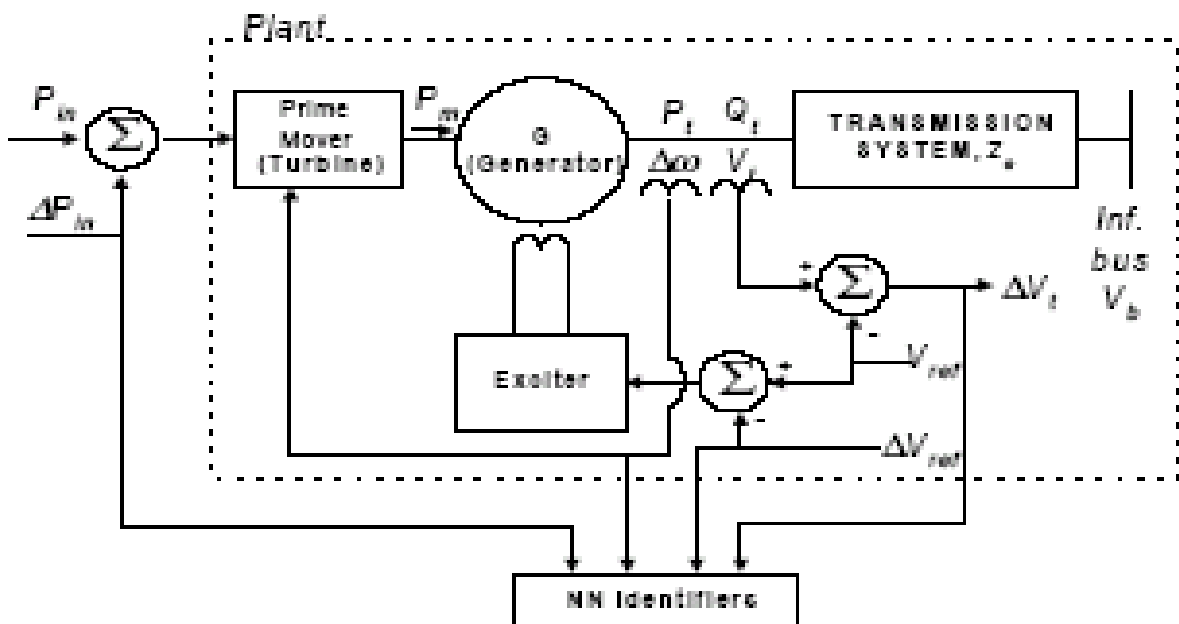 Plant
P_in
Σ
ΔP_in
Prime
Mover
(Turbine)
P_m
G
(Generator)
P_t Q_t
Δω V_t
TRANSMISSION
SYSTEM, Z_e
Inf.
bus
V_b
+
Σ
-
ΔV_t
V_ref
Exciter
+
Σ
-
ΔV_ref
NN Identifiers